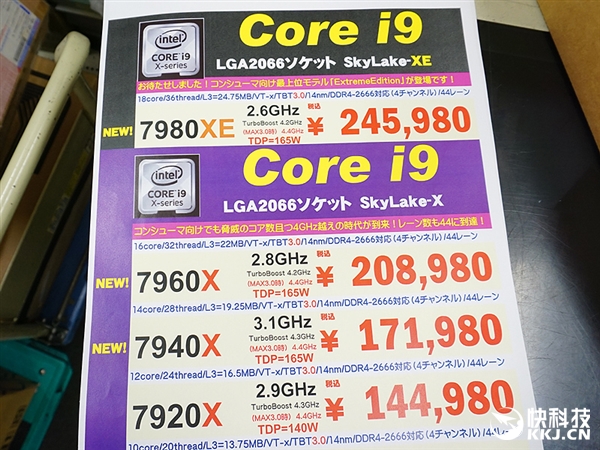 intel
CORE i9
X-series
Core i9
LGA2066ソケット SkyLake-XE
お待たせしました！コンシューマ向け最上位モデル「ExtremeEdition」が登場です！
18core/36thread/L3=24.75MB/VT-x/TBT3.0/14nm/DDR4-2666対応(4チャンネル)/44レーン
NEW! 7980XE
2.6GHz
TurboBoost 4.2GHz
(MAX3.0時) 4.4GHz
TDP=165W
税込
¥ 245,980
intel
CORE i9
X-series
Core i9
LGA2066ソケット SkyLake-X
コンシューマ向けでも脅威のコア数且つ4GHz越えの時代が到来！レーン数も44に到達！
16core/32thread/L3=22MB/VT-x/TBT3.0/14nm/DDR4-2666対応(4チャンネル)/44レーン
NEW! 7960X
2.8GHz
TurboBoost 4.2GHz
(MAX3.0時) 4.4GHz
TDP=165W
税込
¥ 208,980
14core/28thread/L3=19.25MB/VT-x/TBT3.0/14nm/DDR4-2666対応(4チャンネル)/44レーン
NEW! 7940X
3.1GHz
TurboBoost 4.3GHz
(MAX3.0時) 4.4GHz
TDP=165W
税込
¥ 171,980
12core/24thread/L3=16.5MB/VT-x/TBT3.0/14nm/DDR4-2666対応(4チャンネル)/44レーン
7920X
2.9GHz
TurboBoost 4.3GHz
(MAX3.0時) 4.4GHz
TDP=140W
税込
¥ 144,980
10core/20thread/L3=13.75MB/VT-x/TBT3.0/14nm/DDR4-2666対応(4チャンネル)/44レーン
快科技
KKJ.CN